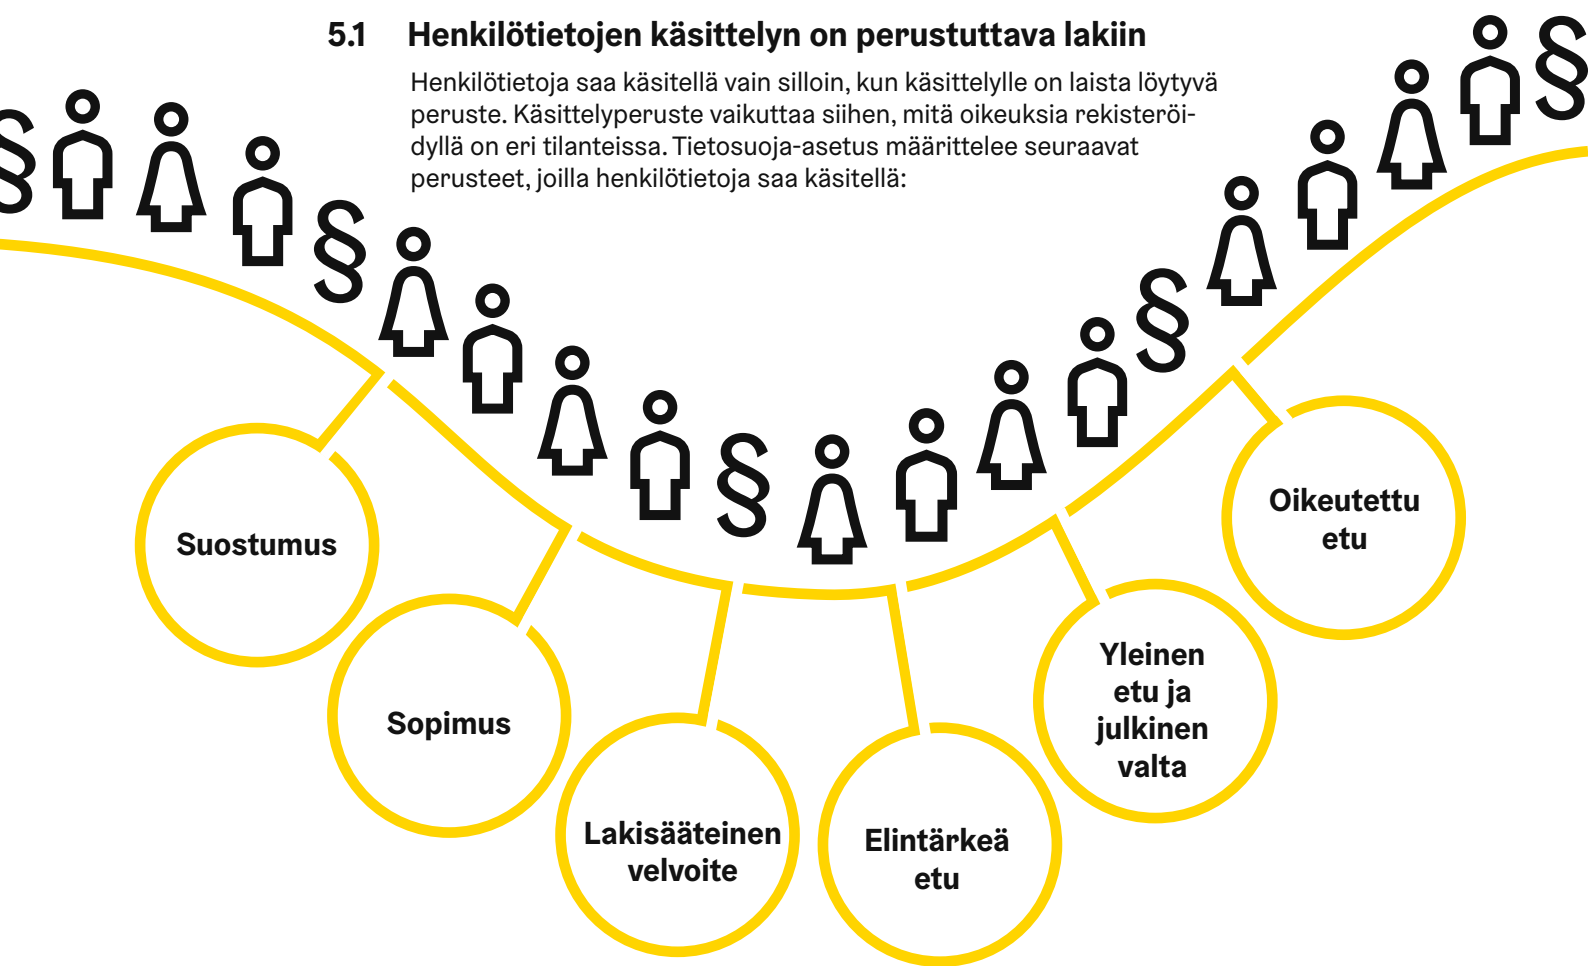 5.1 Henkilötietojen käsittelyn on perustuttava lakiin
Henkilötietoja saa käsitellä vain silloin, kun käsittelylle on laista löytyvä
peruste. Käsittelyperuste vaikuttaa siihen, mitä oikeuksia rekisteröi-
dyllä on eri tilanteissa. Tietosuoja-asetus määrittelee seuraavat
perusteet, joilla henkilötietoja saa käsitellä:
§
§
§
§
§
Suostumus
Sopimus
Lakisääteinen
velvoite
Elintärkeä
etu
Yleinen
etu ja
julkinen
valta
Oikeutettu
etu